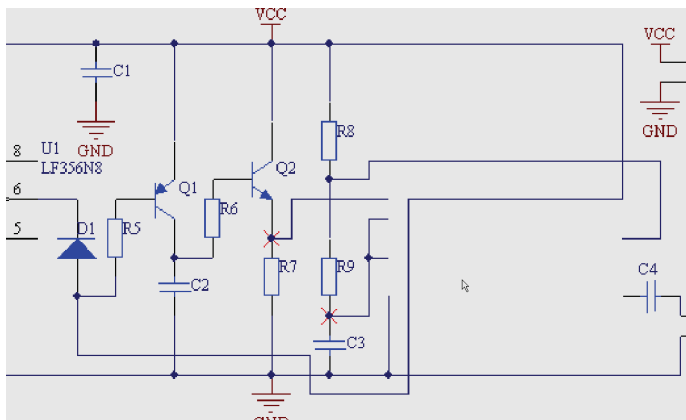 VCC
VCC
C1
GND
GND
R8
8
U1
LF356N8
6
Q1
Q2
5
D1
R5
R6
R7
R9
C2
C4
C3
GND